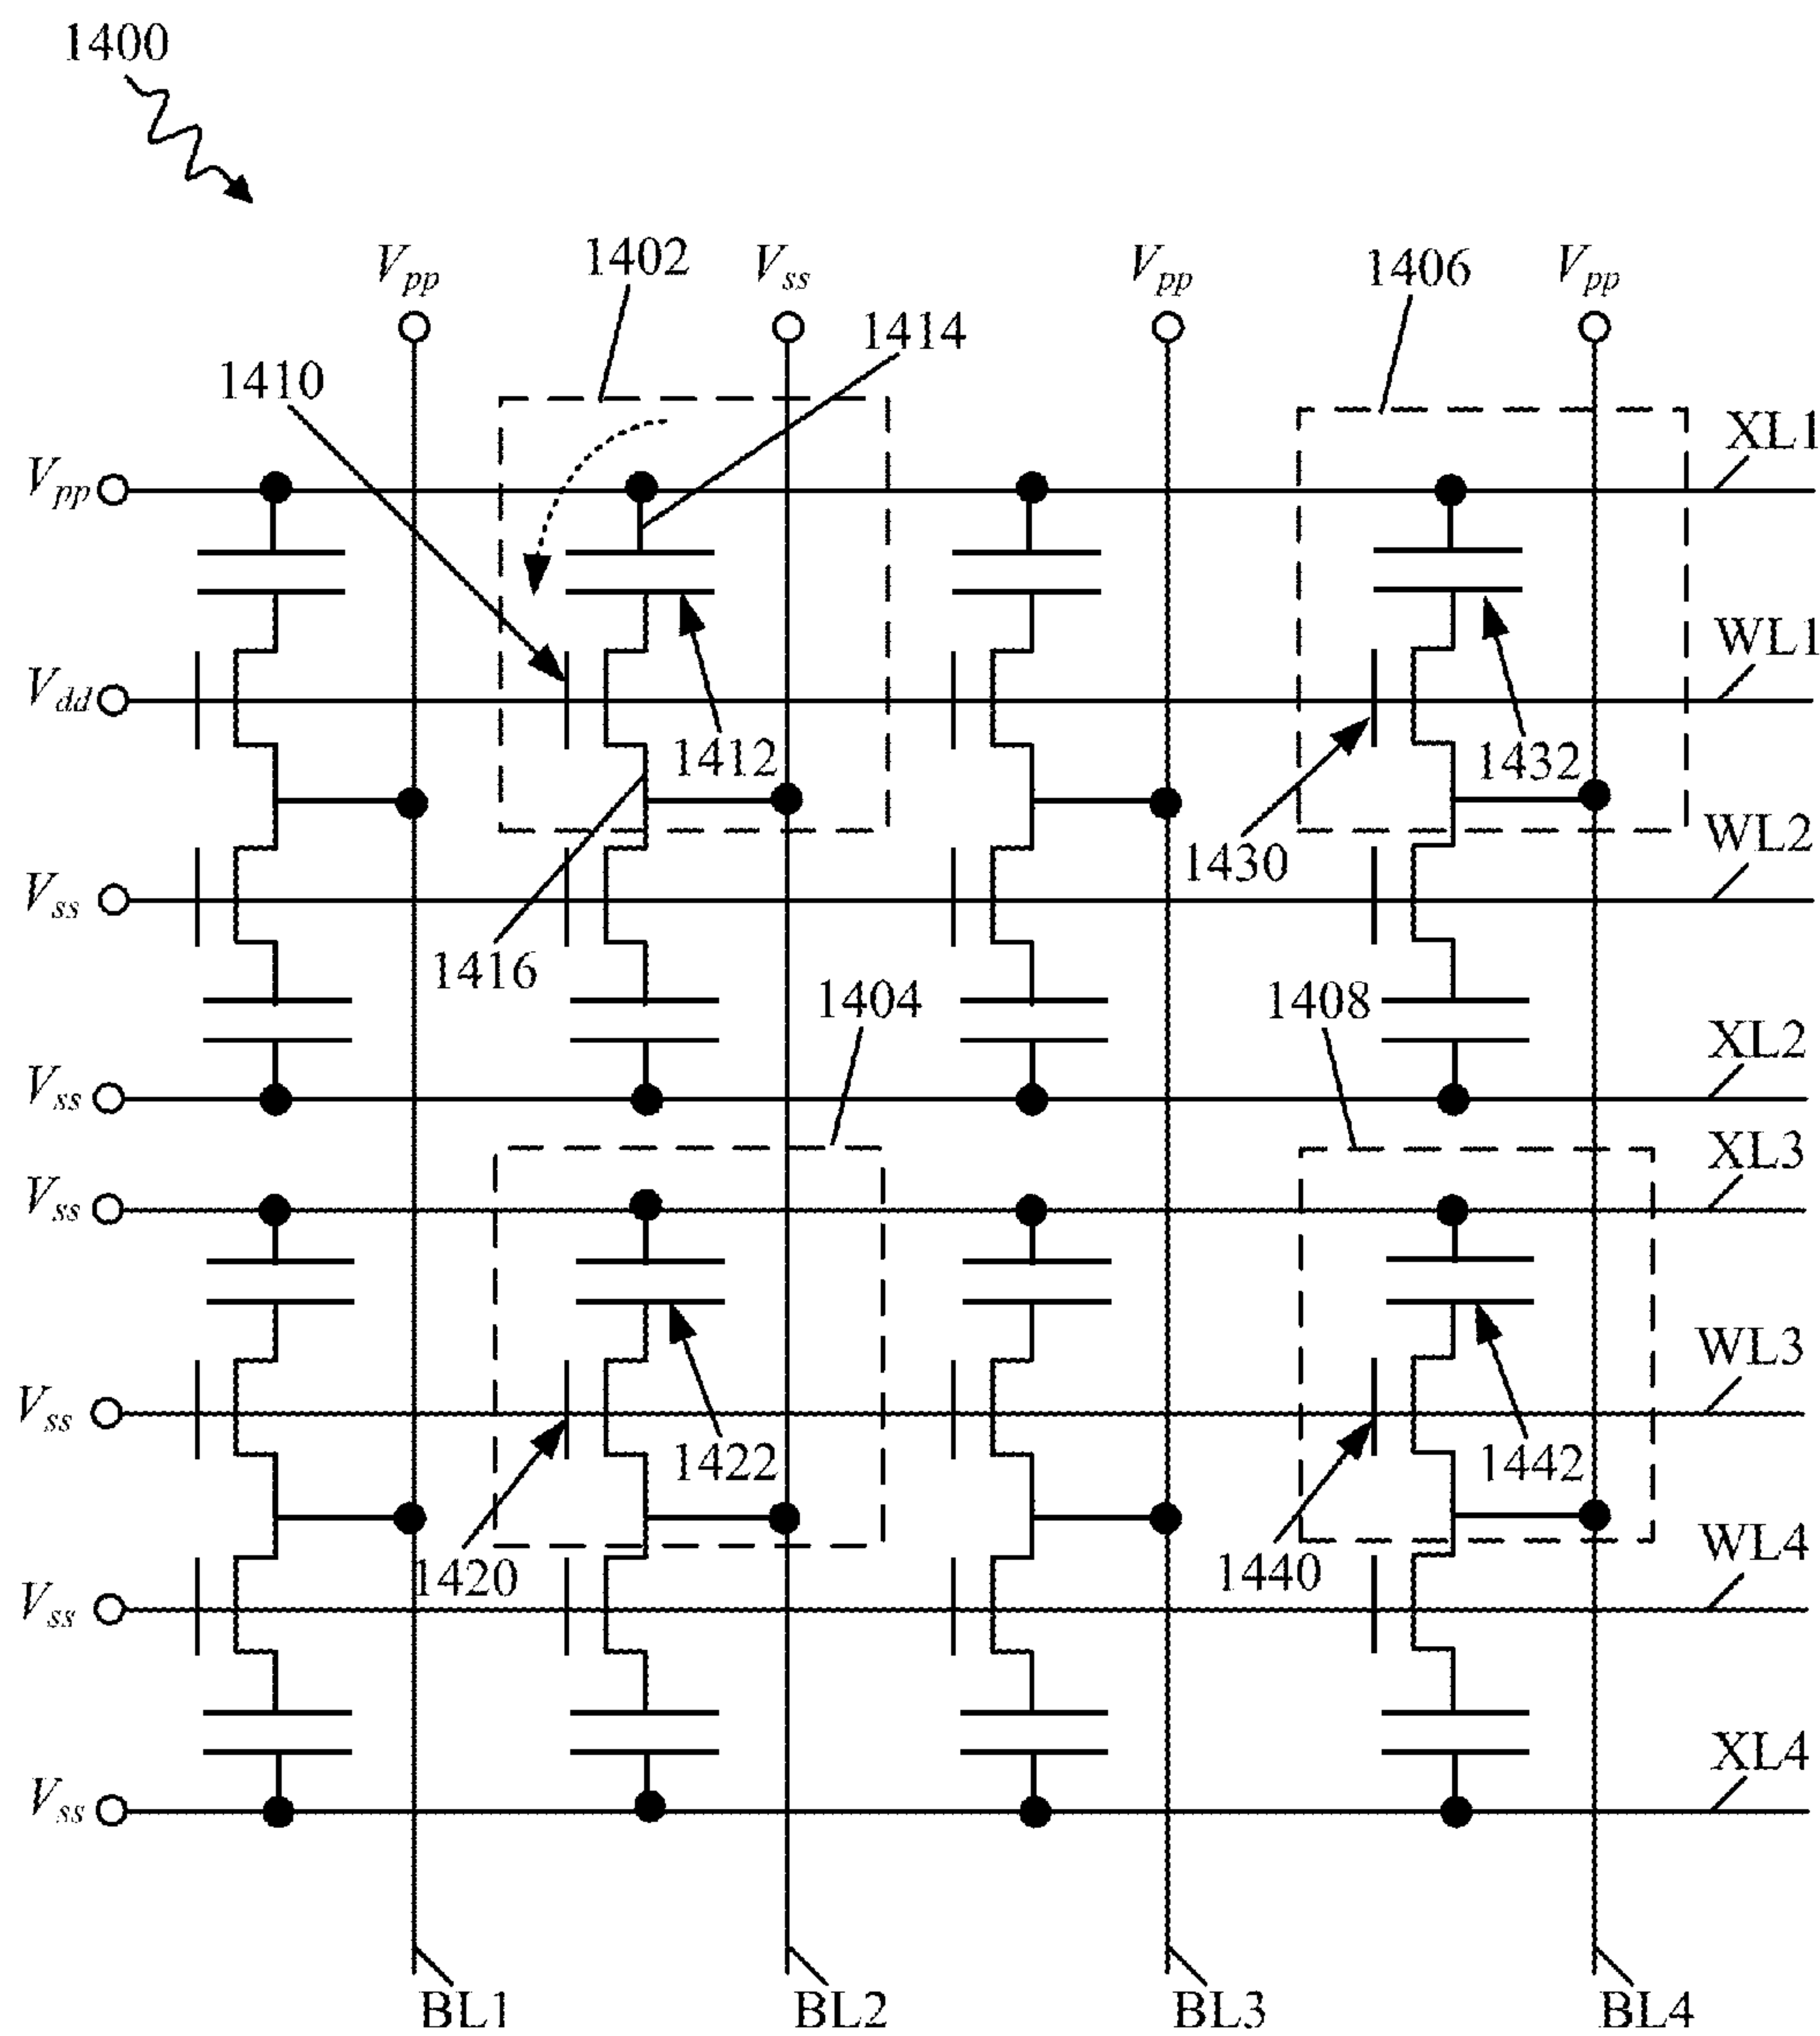 1400
1402
1406
Vpp
Vss
Vpp
Vpp
1414
1410
XL1
Vpp
WL1
Vdd
1412
1432
WL2
1430
Vss
1416
1404
1408
XL2
Vss
XL3
Vss
WL3
Vss
1422
1442
WL4
1420
1440
Vss
XL4
Vss
BL1
BL2
BL3
BL4